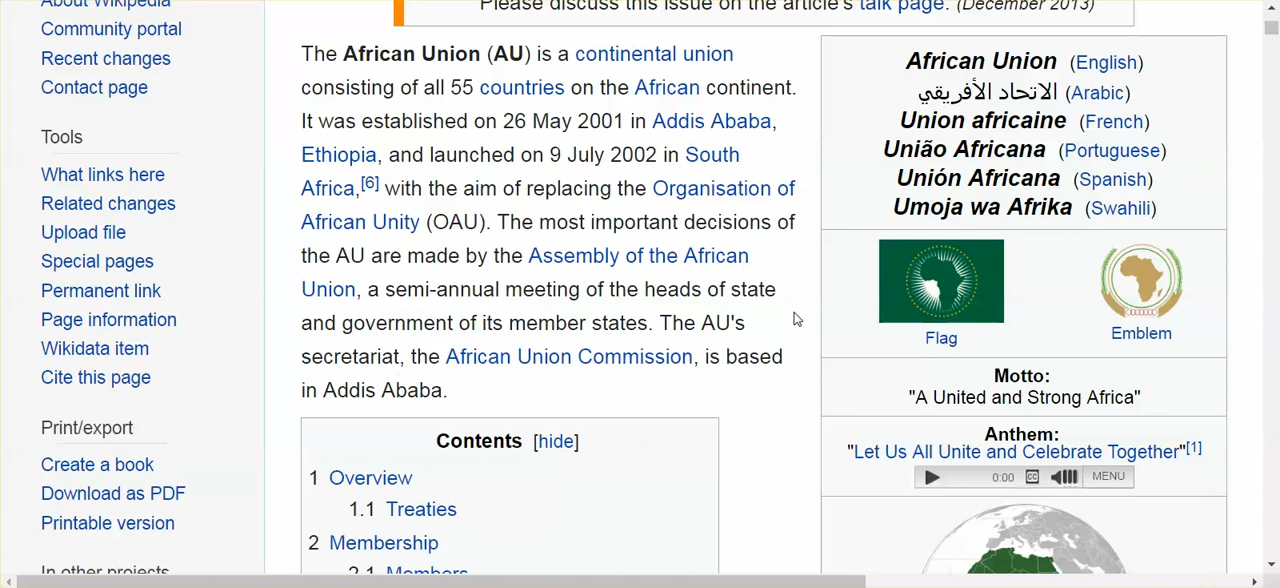 About Wikipedia
Community portal
Recent changes
Contact page
Tools
What links here
Related changes
Upload file
Special pages
Permanent link
Page information
Wikidata item
Cite this page
Print/export
Create a book
Download as PDF
Printable version
In other projects
Please discuss this issue on the article's talk page. (December 2013)
The African Union (AU) is a continental union
consisting of all 55 countries on the African continent.
It was established on 26 May 2001 in Addis Ababa,
Ethiopia, and launched on 9 July 2002 in South
Africa,[6] with the aim of replacing the Organisation of
African Unity (OAU). The most important decisions of
the AU are made by the Assembly of the African
Union, a semi-annual meeting of the heads of state
and government of its member states. The AU's
secretariat, the African Union Commission, is based
in Addis Ababa.
Contents [hide]
1 Overview
1.1 Treaties
2 Membership
2.1 Members
African Union (English)
الاتحاد الأفريقي (Arabic)
Union africaine (French)
União Africana (Portuguese)
Unión Africana (Spanish)
Umoja wa Afrika (Swahili)
Flag
Emblem
Motto:
"A United and Strong Africa"
Anthem:
"Let Us All Unite and Celebrate Together"[1]
0:00 CC MENU